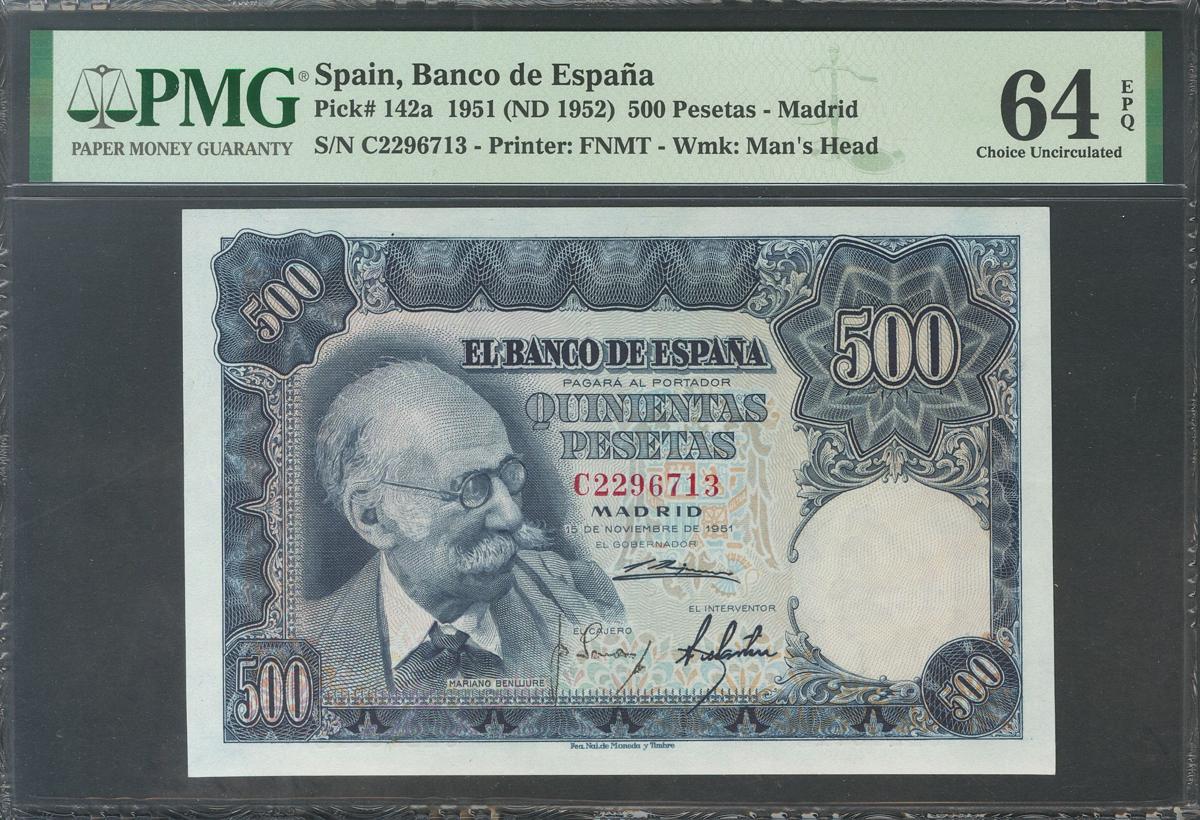 PMG®
PAPER MONEY GUARANTY
Spain, Banco de España
Pick# 142a 1951 (ND 1952) 500 Pesetas - Madrid
S/N C2296713 - Printer: FNMT - Wmk: Man's Head
64
EPQ
Choice Uncirculated
500
500
EL BANCO DE ESPAÑA
PAGARÁ AL PORTADOR
QUINIENTAS
PESETAS
C2296713
MADRID
15 DE NOVIEMBRE DE 1951
EL GOBERNADOR
EL INTERVENTOR
EL CAJERO
MARIANO BENLLIURE
500
500
Fca. Nal. de Moneda y Timbre